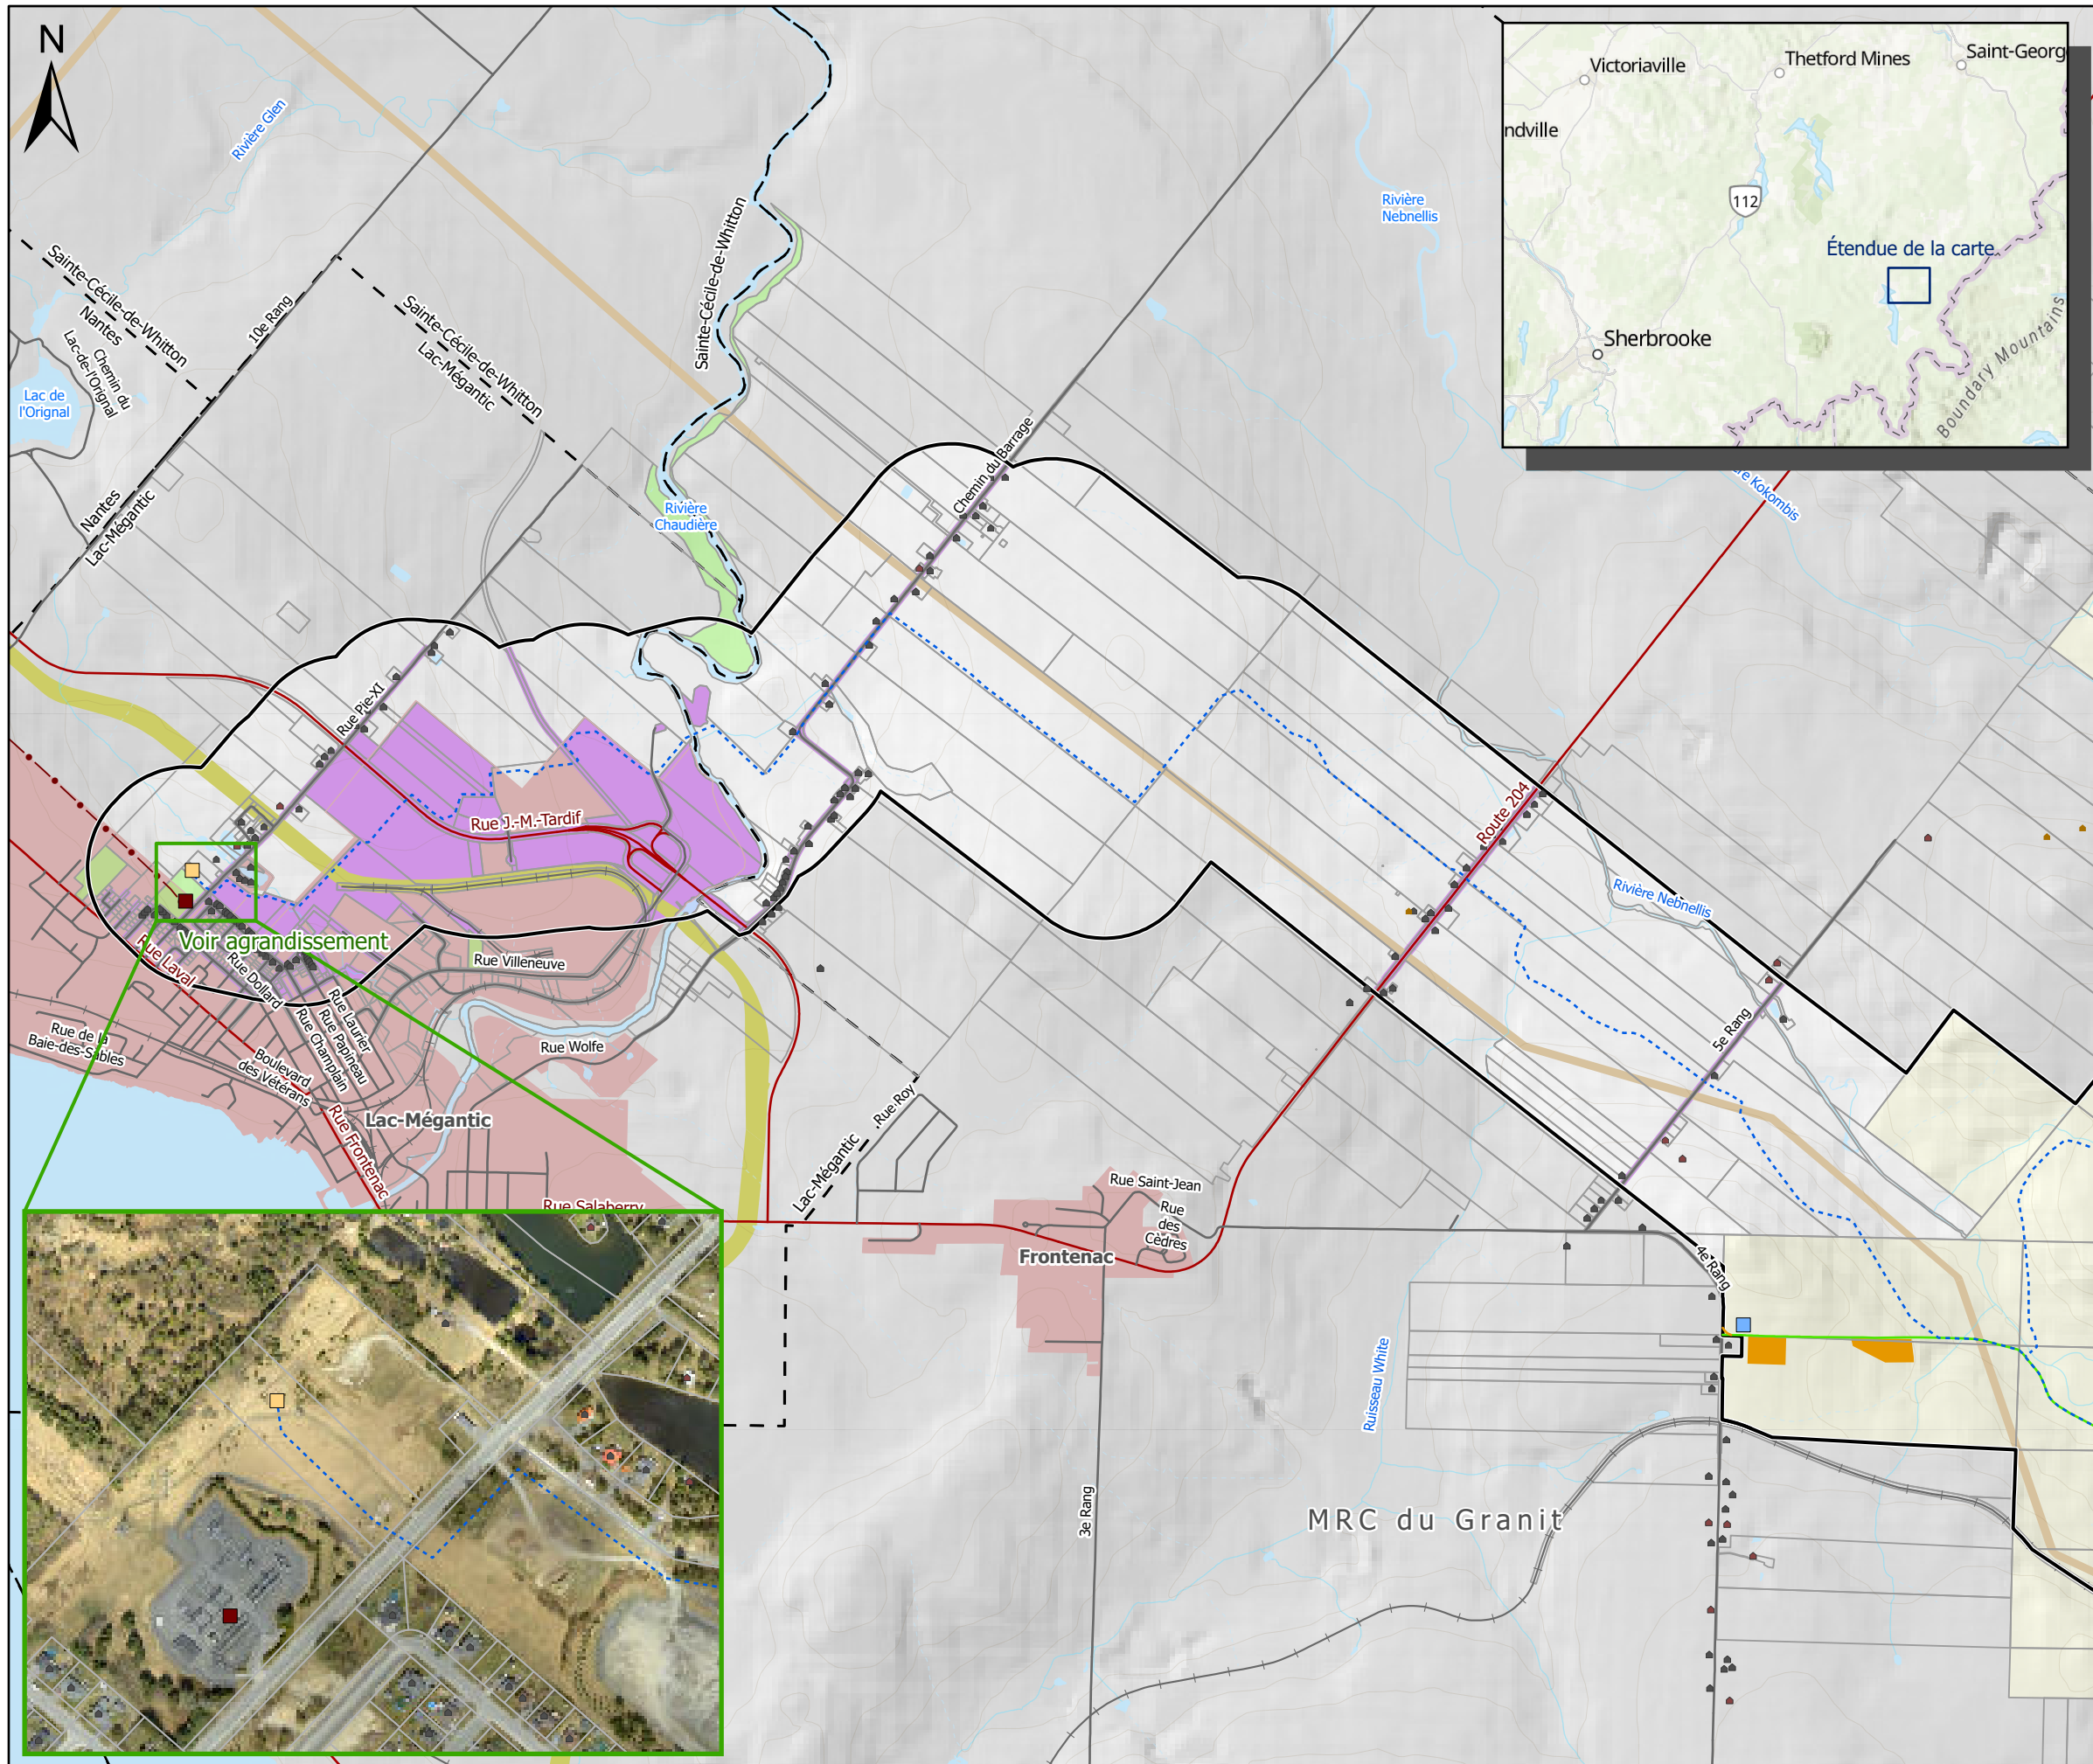 N
Rivière Glen
Sainte-Cécile-de-Whitton
Nantes
Chemin du
Lac-de-l'Orignal
Lac de
l'Orignal
10e Rang
Sainte-Cécile-de-Whitton
Lac-Mégantic
Nantes
Lac-Mégantic
Sainte-Cécile-de-Whitton
Rivière
Chaudière
Chemin du Barrage
Rivière
Nebnellis
Victoriaville
Thetford Mines
Saint-Georg
ndville
112
Étendue de la carte
Sherbrooke
Boundary Mountains
Kokombis
Rue Pie-XI
Rue J.-M.-Tardif
Route 204
Rivière Nebnellis
Voir agrandissement
Rue Laval
Rue Dollard
Rue Villeneuve
Rue Laurier
Rue Papineau
Rue Champlain
Rue de la
Baie-des-Sables
Boulevard
des Vétérans
Rue Wolfe
5e Rang
Lac-Mégantic
Rue Frontenac
Rue Roy
Lac-Mégantic
Rue Saint-Jean
Rue
des
Cèdres
Rue Salaberry
Frontenac
4e Rang
Ruisseau White
3e Rang
MRC du Granit